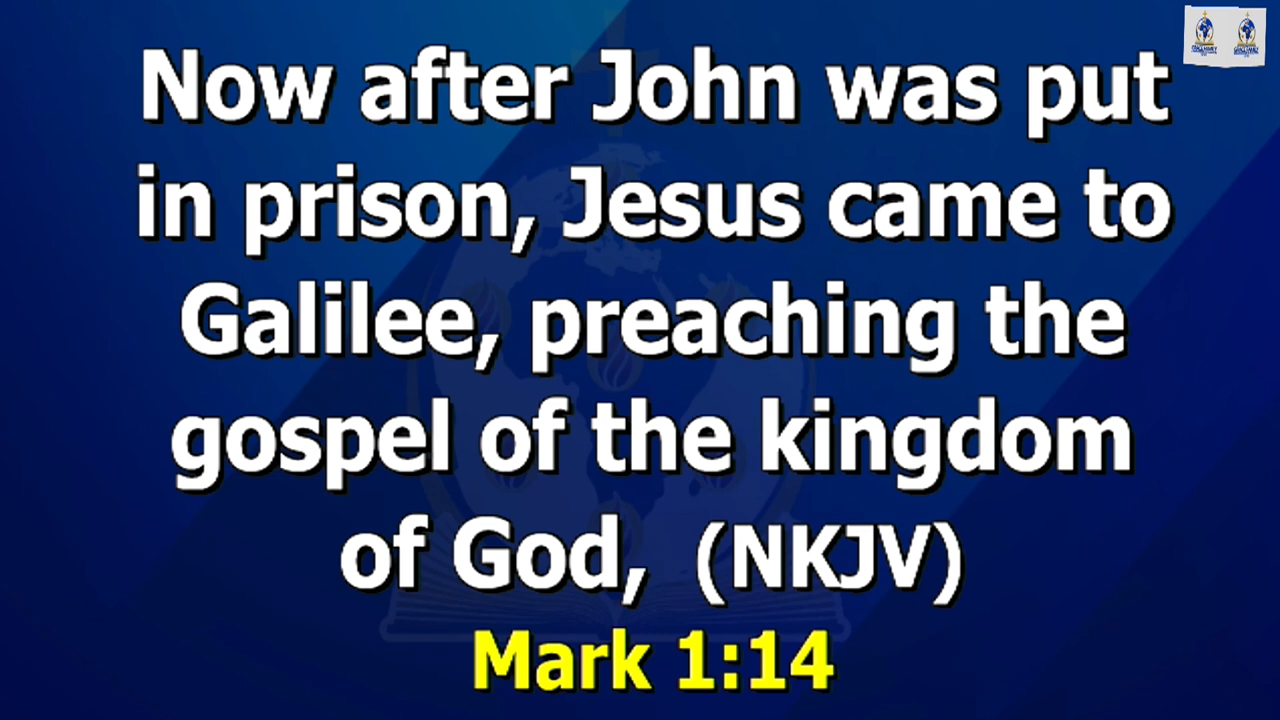 Now after John was put
in prison, Jesus came to
Galilee, preaching the
gospel of the kingdom
of God, (NKJV)
Mark 1:14